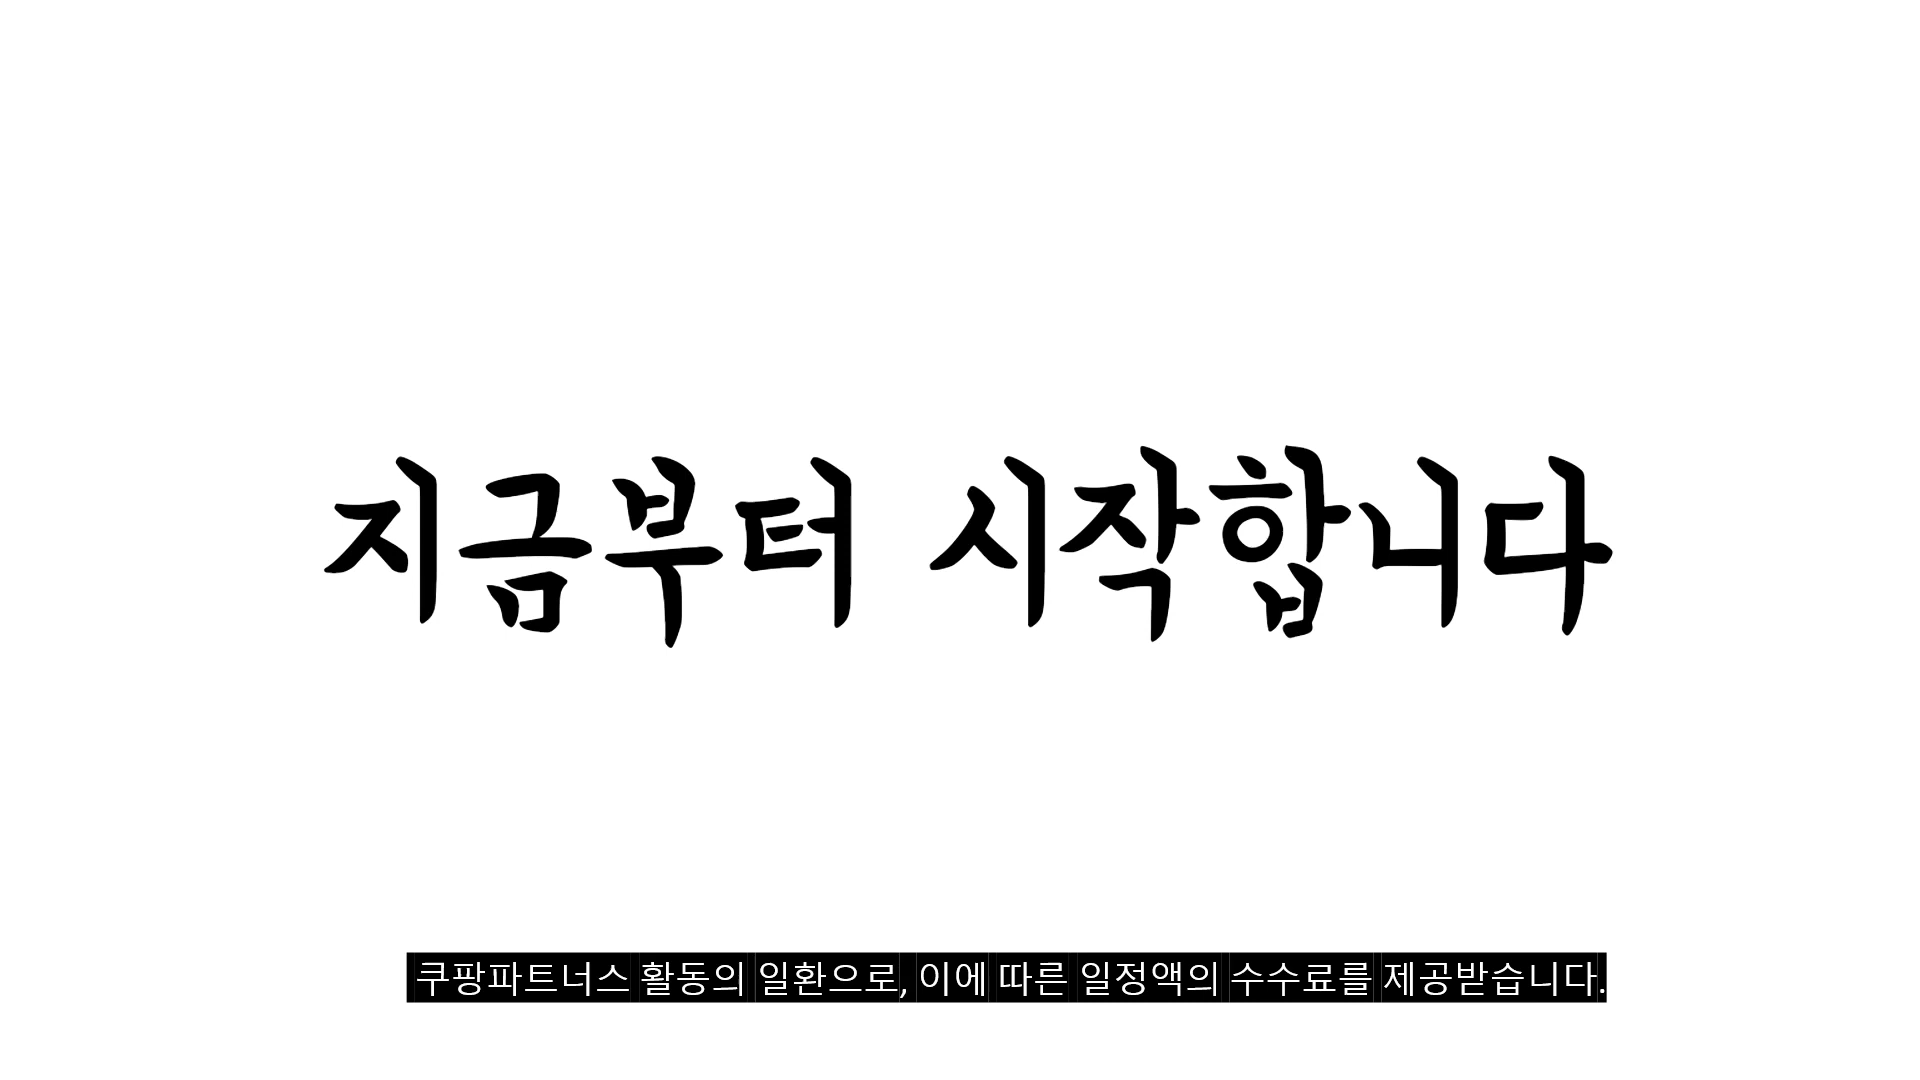 지금부터 시작합니다
쿠팡파트너스 활동의 일환으로, 이에 따른 일정액의 수수료를 제공받습니다.